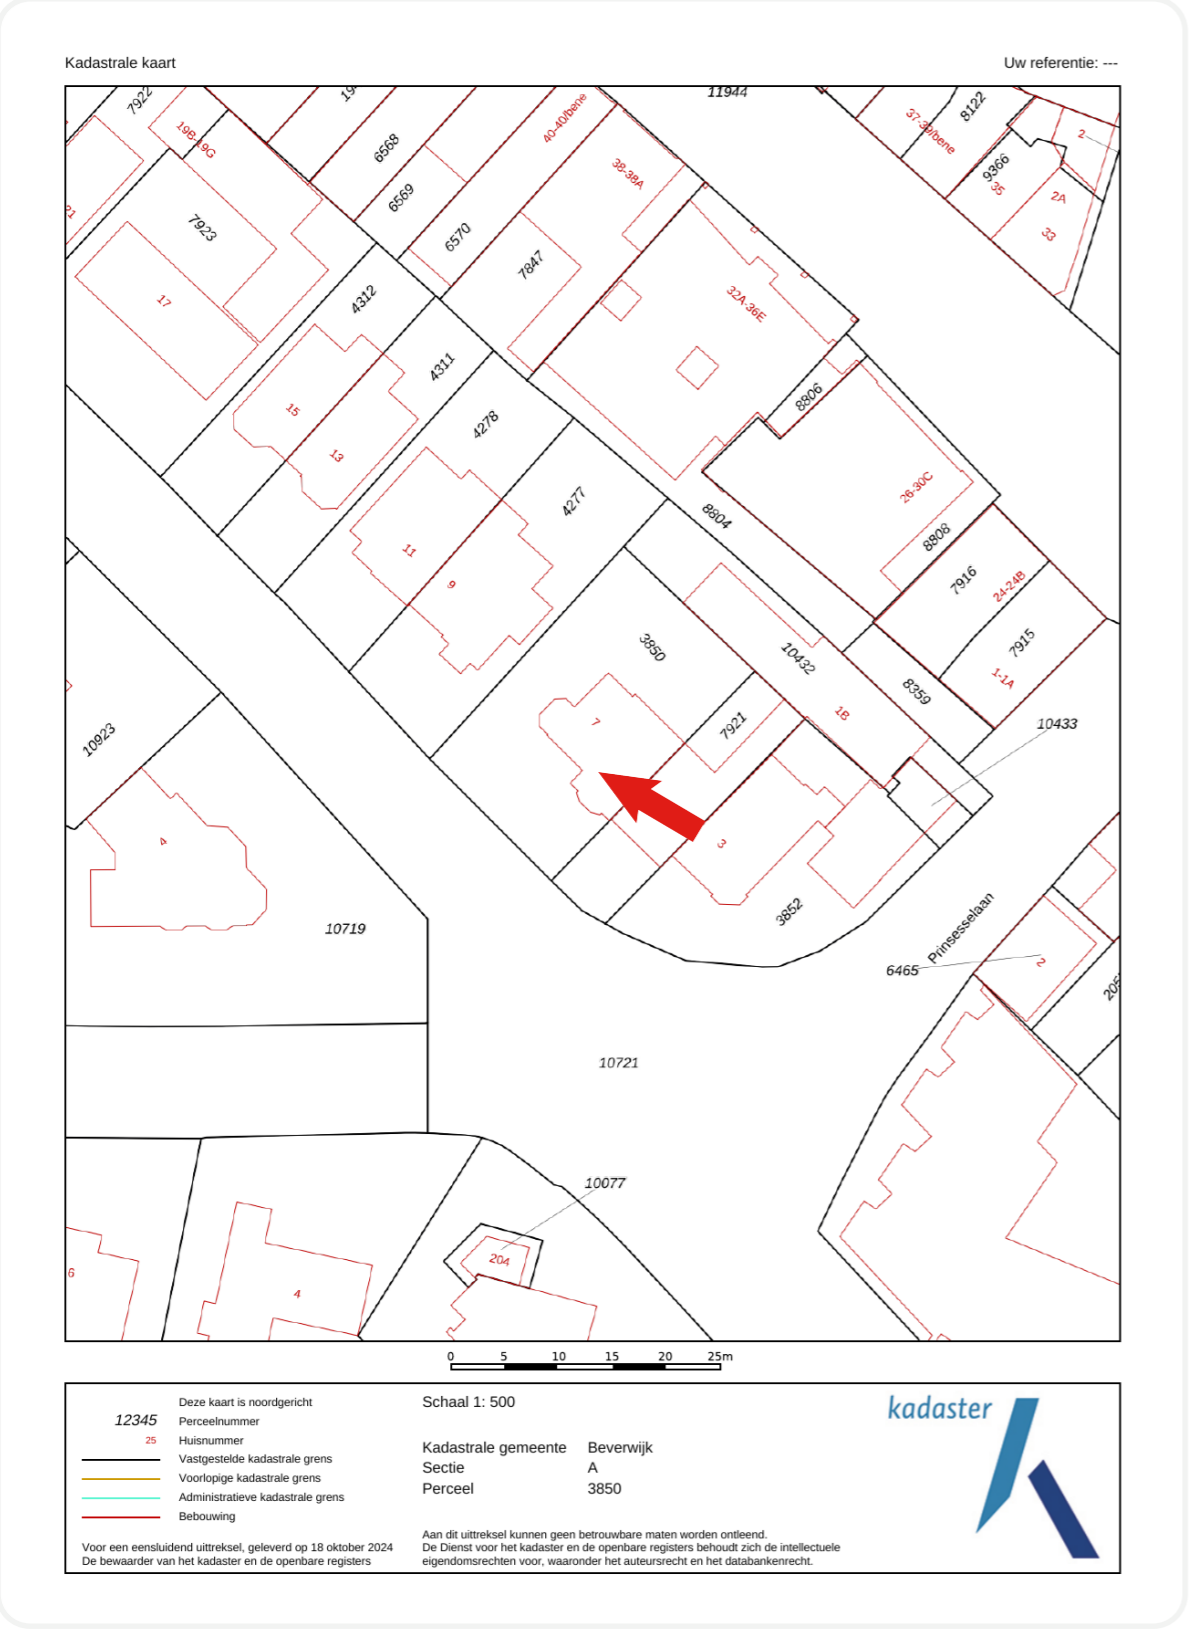 Kadastrale kaart
Uw referentie: ---
7922
19B-19G
6568
6569
6570
40-40/bene
38-38A
11944
37-39/bene
8122
9366
35
2
2A
33
21
7923
17
4312
7847
32A-36E
4311
15
13
4278
8806
26-30C
4277
8804
8808
7916
24-24B
7915
1-1A
11
9
3850
10432
8359
1B
10433
7
7921
10923
4
3
3852
10719
Prinsesselaan
6465
2
10721
10077
20A
6
4
0 5 10 15 20 25m
Deze kaart is noordgericht
12345 Perceelnummer
25 Huisnummer
Vastgestelde kadastrale grens
Voorlopige kadastrale grens
Administratieve kadastrale grens
Bebouwing
Voor een eensluidend uittreksel, geleverd op 18 oktober 2024
De bewaarder van het kadaster en de openbare registers
Schaal 1: 500
Kadastrale gemeente Beverwijk
Sectie A
Perceel 3850
Aan dit uittreksel kunnen geen betrouwbare maten worden ontleend.
De Dienst voor het kadaster en de openbare registers behoudt zich de intellectuele
eigendomsrechten voor, waaronder het auteursrecht en het databankenrecht.
kadaster